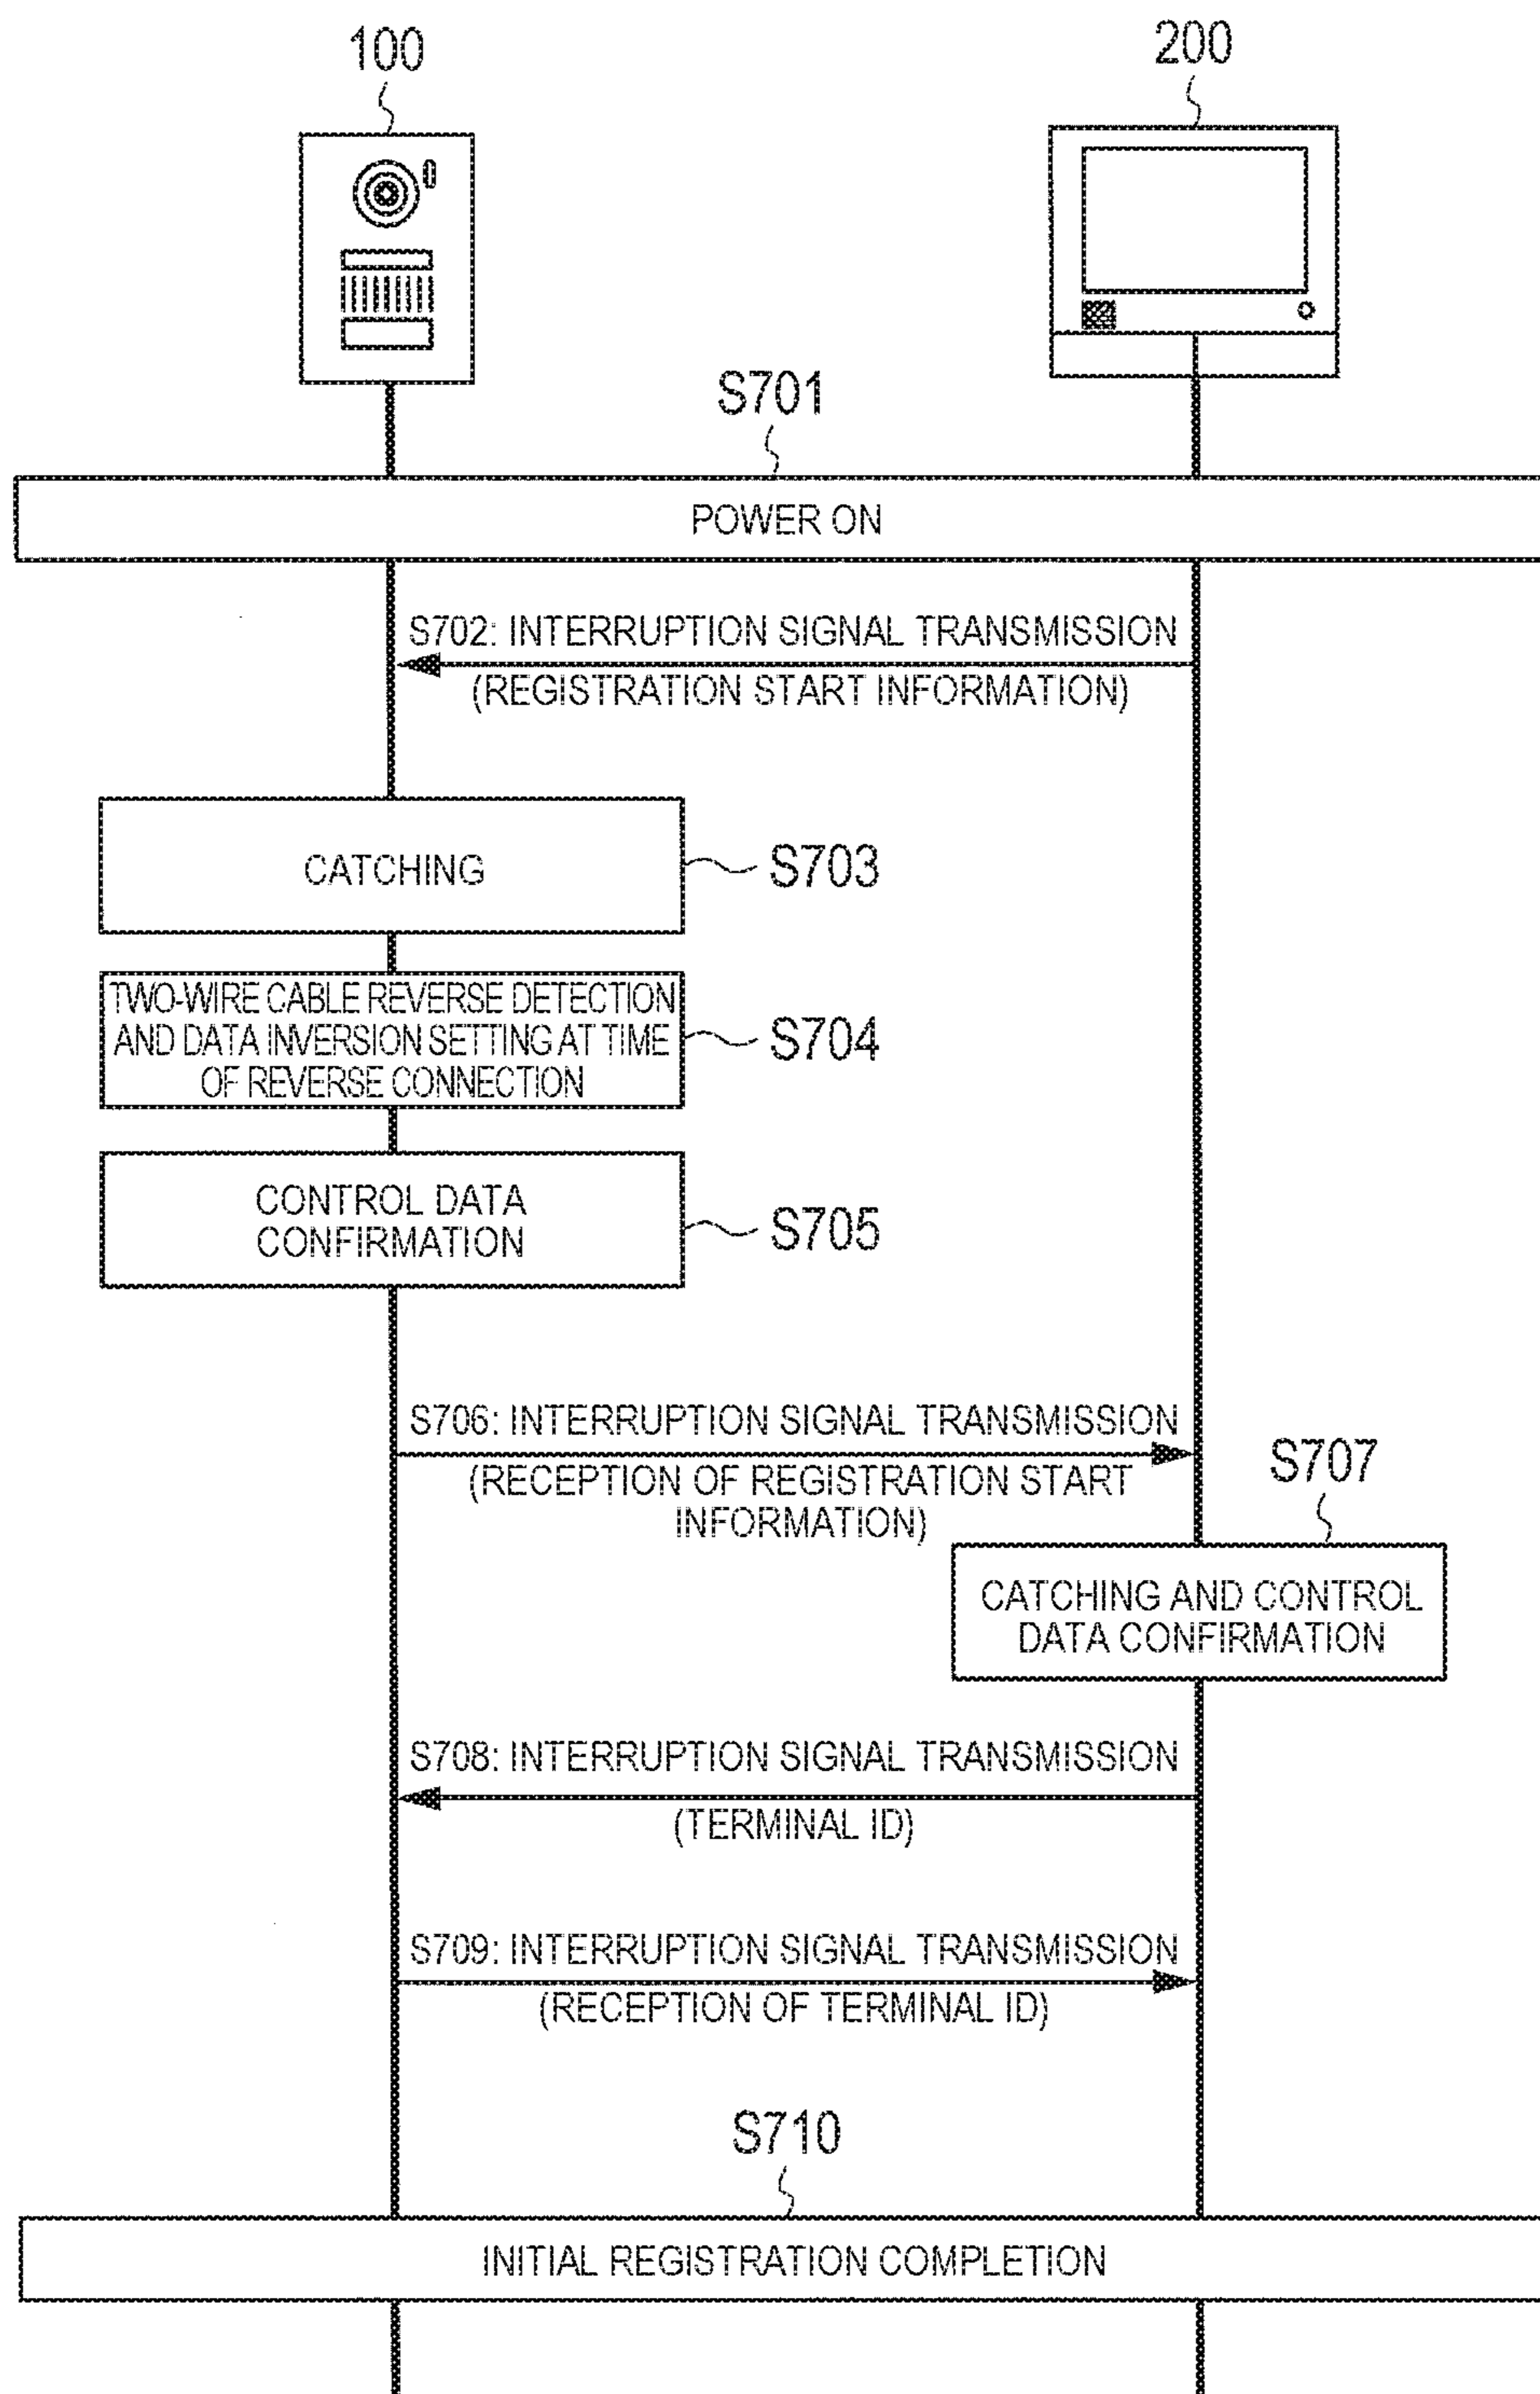 100
200
S701
POWER ON
S702: INTERRUPTION SIGNAL TRANSMISSION
(REGISTRATION START INFORMATION)
CATCHING
S703
TWO-WIRE CABLE REVERSE DETECTION
AND DATA INVERSION SETTING AT TIME
OF REVERSE CONNECTION
S704
CONTROL DATA
CONFIRMATION
S705
S706: INTERRUPTION SIGNAL TRANSMISSION
(RECEPTION OF REGISTRATION START
INFORMATION)
S707
CATCHING AND CONTROL
DATA CONFIRMATION
S708: INTERRUPTION SIGNAL TRANSMISSION
(TERMINAL ID)
S709: INTERRUPTION SIGNAL TRANSMISSION
(RECEPTION OF TERMINAL ID)
S710
INITIAL REGISTRATION COMPLETION